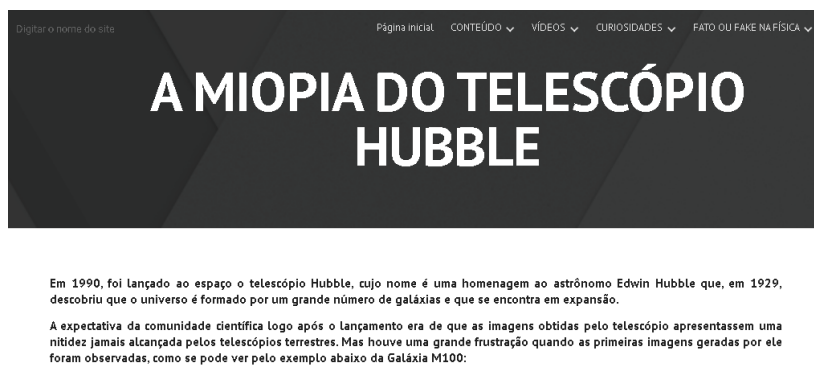 Digitar o nome do site
Página inicial CONTEÚDO VÍDEOS CURIOSIDADES FATO OU FAKE NA FÍSICA
A MIOPIA DO TELESCÓPIO
HUBBLE
Em 1990, foi lançado ao espaço o telescópio Hubble, cujo nome é uma homenagem ao astrônomo Edwin Hubble que, em 1929,
descobriu que o universo é formado por um grande número de galáxias e que se encontra em expansão.
A expectativa da comunidade científica logo após o lançamento era de que as imagens obtidas pelo telescópio apresentassem uma
nitidez jamais alcançada pelos telescópios terrestres. Mas houve uma grande frustração quando as primeiras imagens geradas por ele
foram observadas, como se pode ver pelo exemplo abaixo da Galáxia M100: